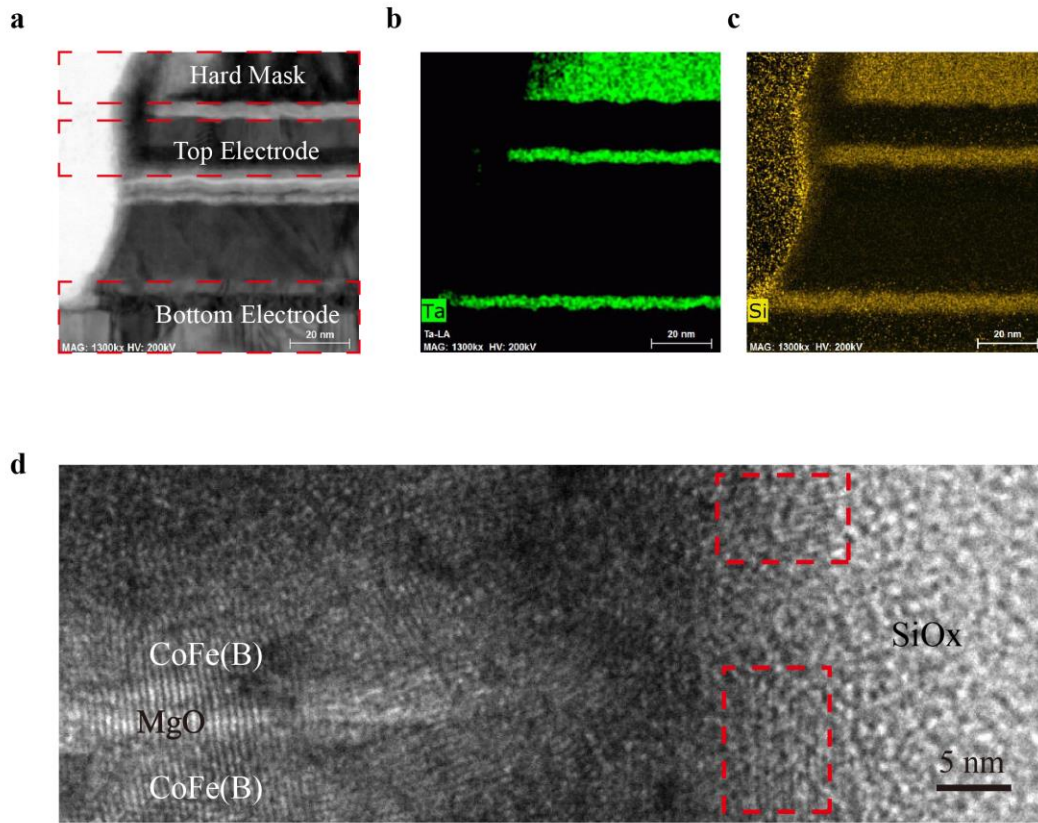 a
b
c
Hard Mask
Top Electrode
Bottom Electrode
20 nm
MAG: 1300kx HV: 200kV
Ta
Ta-LA
20 nm
MAG: 1300kx HV: 200kV
Si
20 nm
MAG: 1300kx HV: 200kV
d
CoFe(B)
MgO
CoFe(B)
SiOx
5 nm